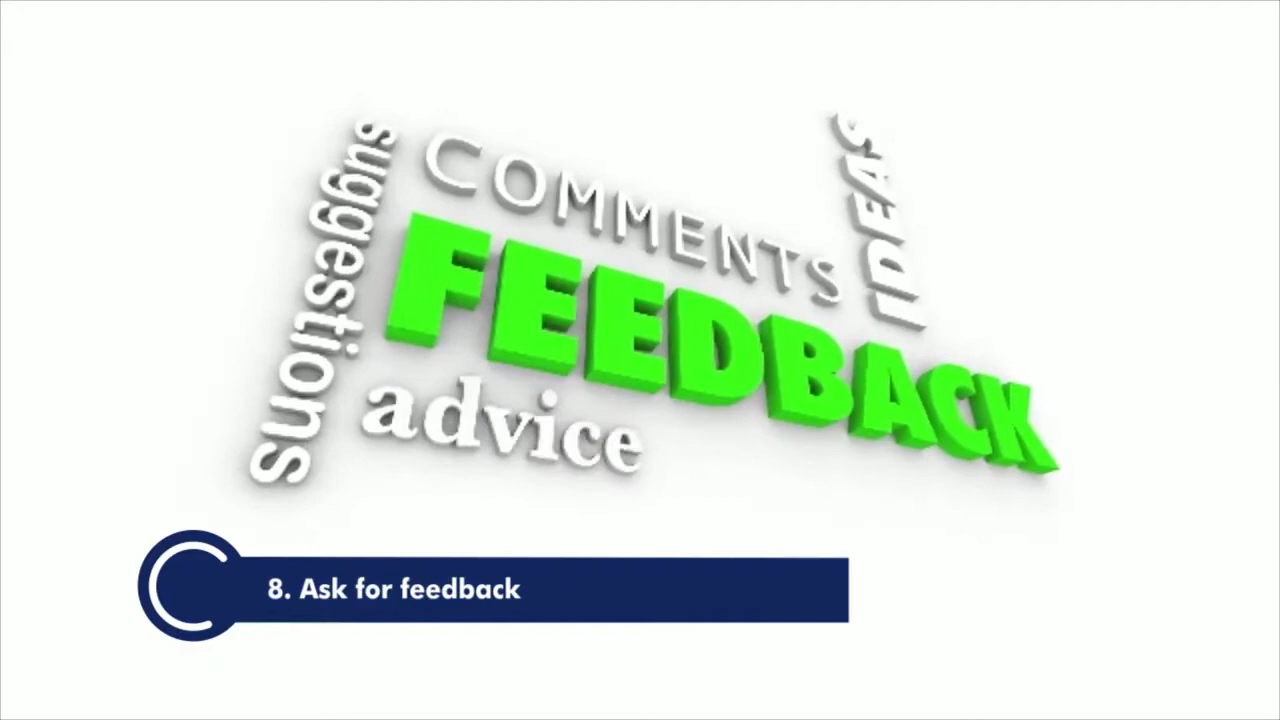 suggestions
COMMENTS
IDEAS
FEEDBACK
advice
8. Ask for feedback